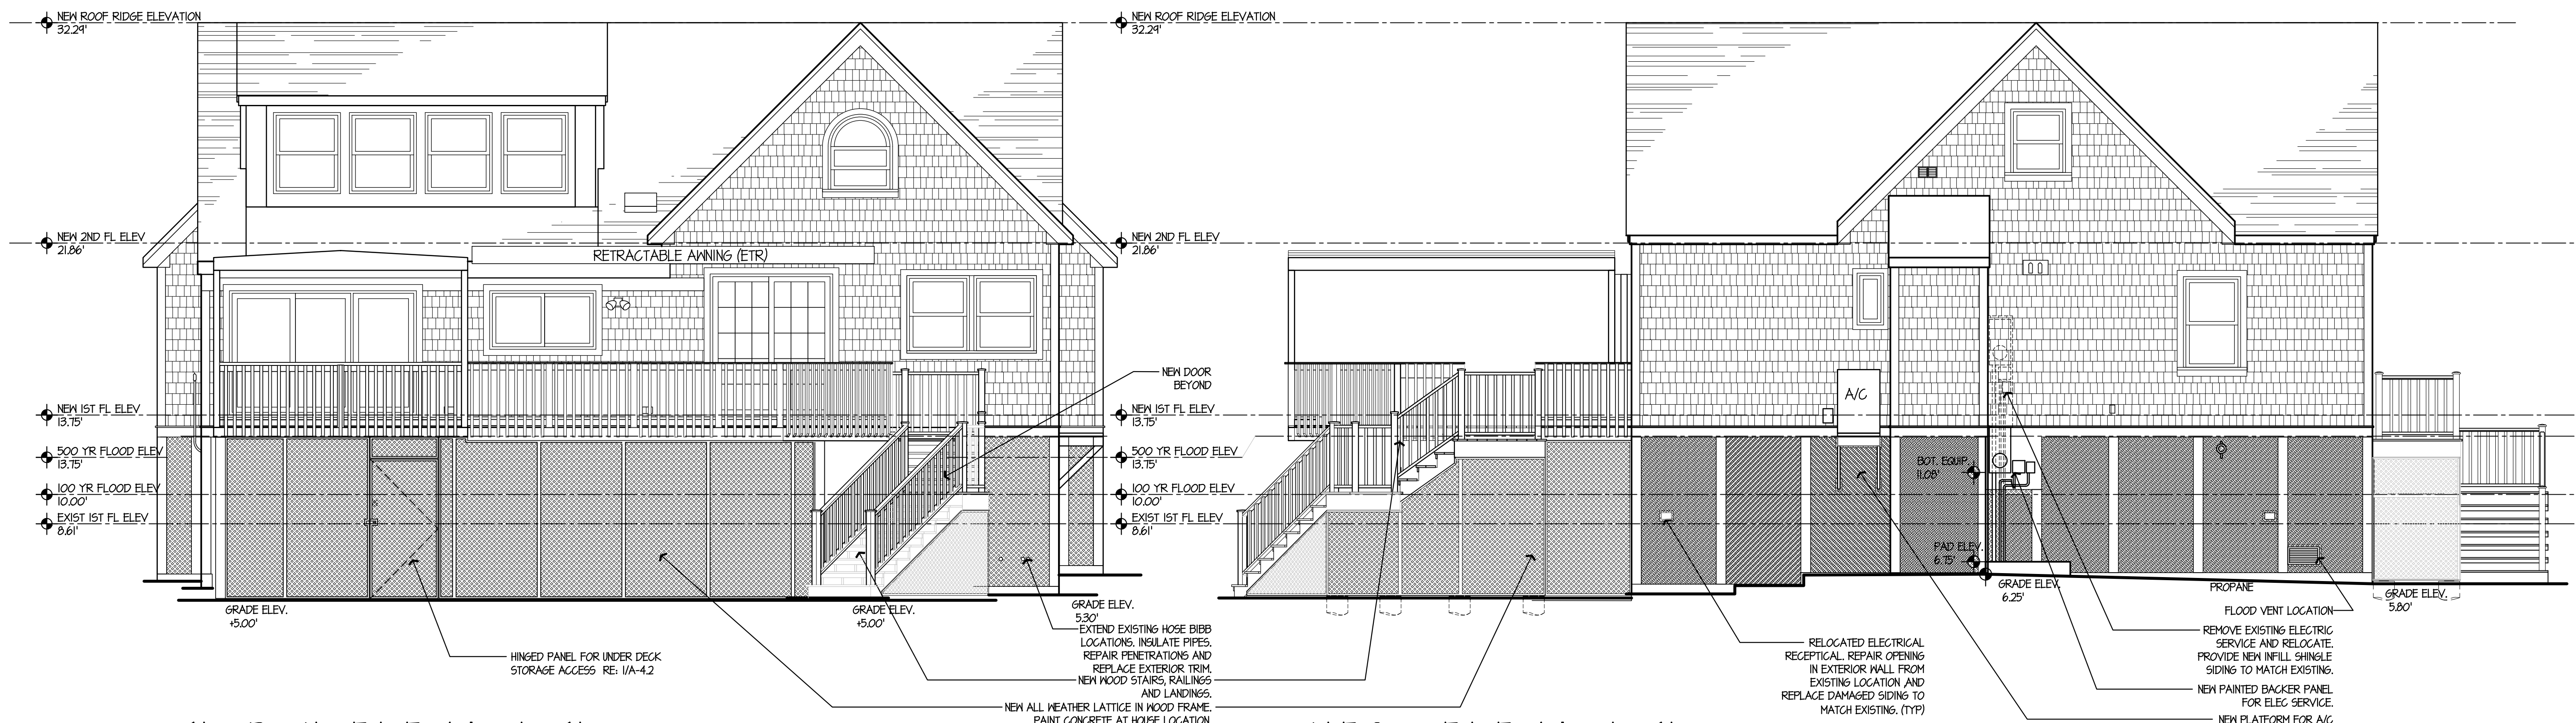 NEW ROOF RIDGE ELEVATION
32.29'
NEW 2ND FL ELEV
21.86'
NEW 1ST FL ELEV
13.75'
500 YR FLOOD ELEV
13.75'
100 YR FLOOD ELEV
10.00'
EXIST 1ST FL ELEV
8.61'
RETRACTABLE AWNING (ETR)
GRADE ELEV.
+5.00'
GRADE ELEV.
+5.00'
GRADE ELEV.
5.30'
HINGED PANEL FOR UNDER DECK
STORAGE ACCESS RE: 1/A-4.2
NEW ROOF RIDGE ELEVATION
32.29'
NEW 2ND FL ELEV
21.86'
NEW DOOR
BEYOND
NEW 1ST FL ELEV
13.75'
500 YR FLOOD ELEV
13.75'
100 YR FLOOD ELEV
10.00'
EXIST 1ST FL ELEV
8.61'
EXTEND EXISTING HOSE BIBB
LOCATIONS. INSULATE PIPES.
REPAIR PENETRATIONS AND
REPLACE EXTERIOR TRIM.
NEW WOOD STAIRS, RAILINGS
AND LANDINGS.
NEW ALL WEATHER LATTICE IN WOOD FRAME.
PAINT CONCRETE AT HOUSE LOCATION.
A/C
BOT. EQUIP.
11.08'
PAD ELEV.
6.75'
GRADE ELEV.
6.25'
PROPANE
GRADE ELEV.
5.80'
RELOCATED ELECTRICAL
RECEPTICAL. REPAIR OPENING
IN EXTERIOR WALL FROM
EXISTING LOCATION AND
REPLACE DAMAGED SIDING TO
MATCH EXISTING. (TYP)
FLOOD VENT LOCATION
REMOVE EXISTING ELECTRIC
SERVICE AND RELOCATE.
PROVIDE NEW INFILL SHINGLE
SIDING TO MATCH EXISTING.
NEW PAINTED BACKER PANEL
FOR ELEC SERVICE.
NEW PLATFORM FOR A/C